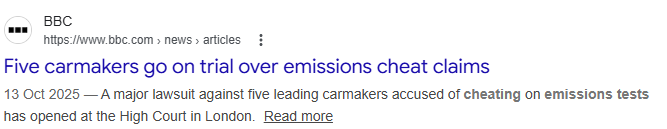 BBC
https://www.bbc.com › news › articles
Five carmakers go on trial over emissions cheat claims
13 Oct 2025 — A major lawsuit against five leading carmakers accused of cheating on emissions tests
has opened at the High Court in London. Read more